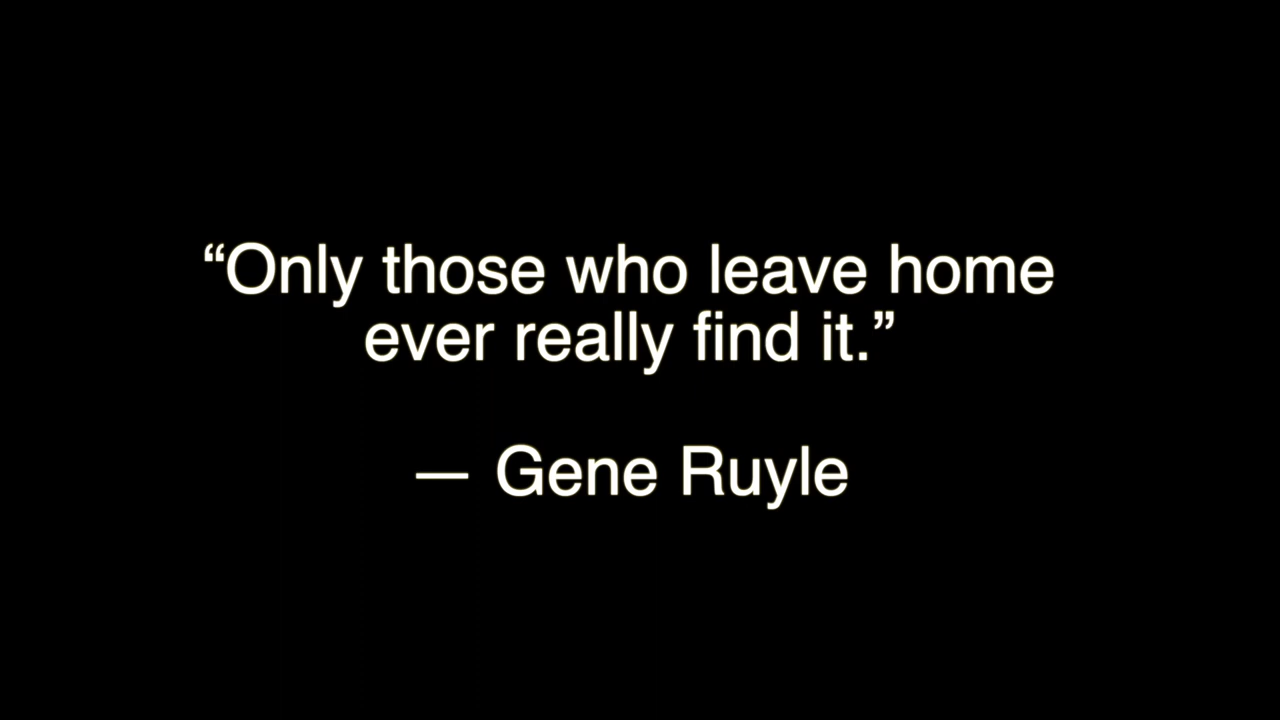 “Only those who leave home
ever really find it.”
— Gene Ruyle